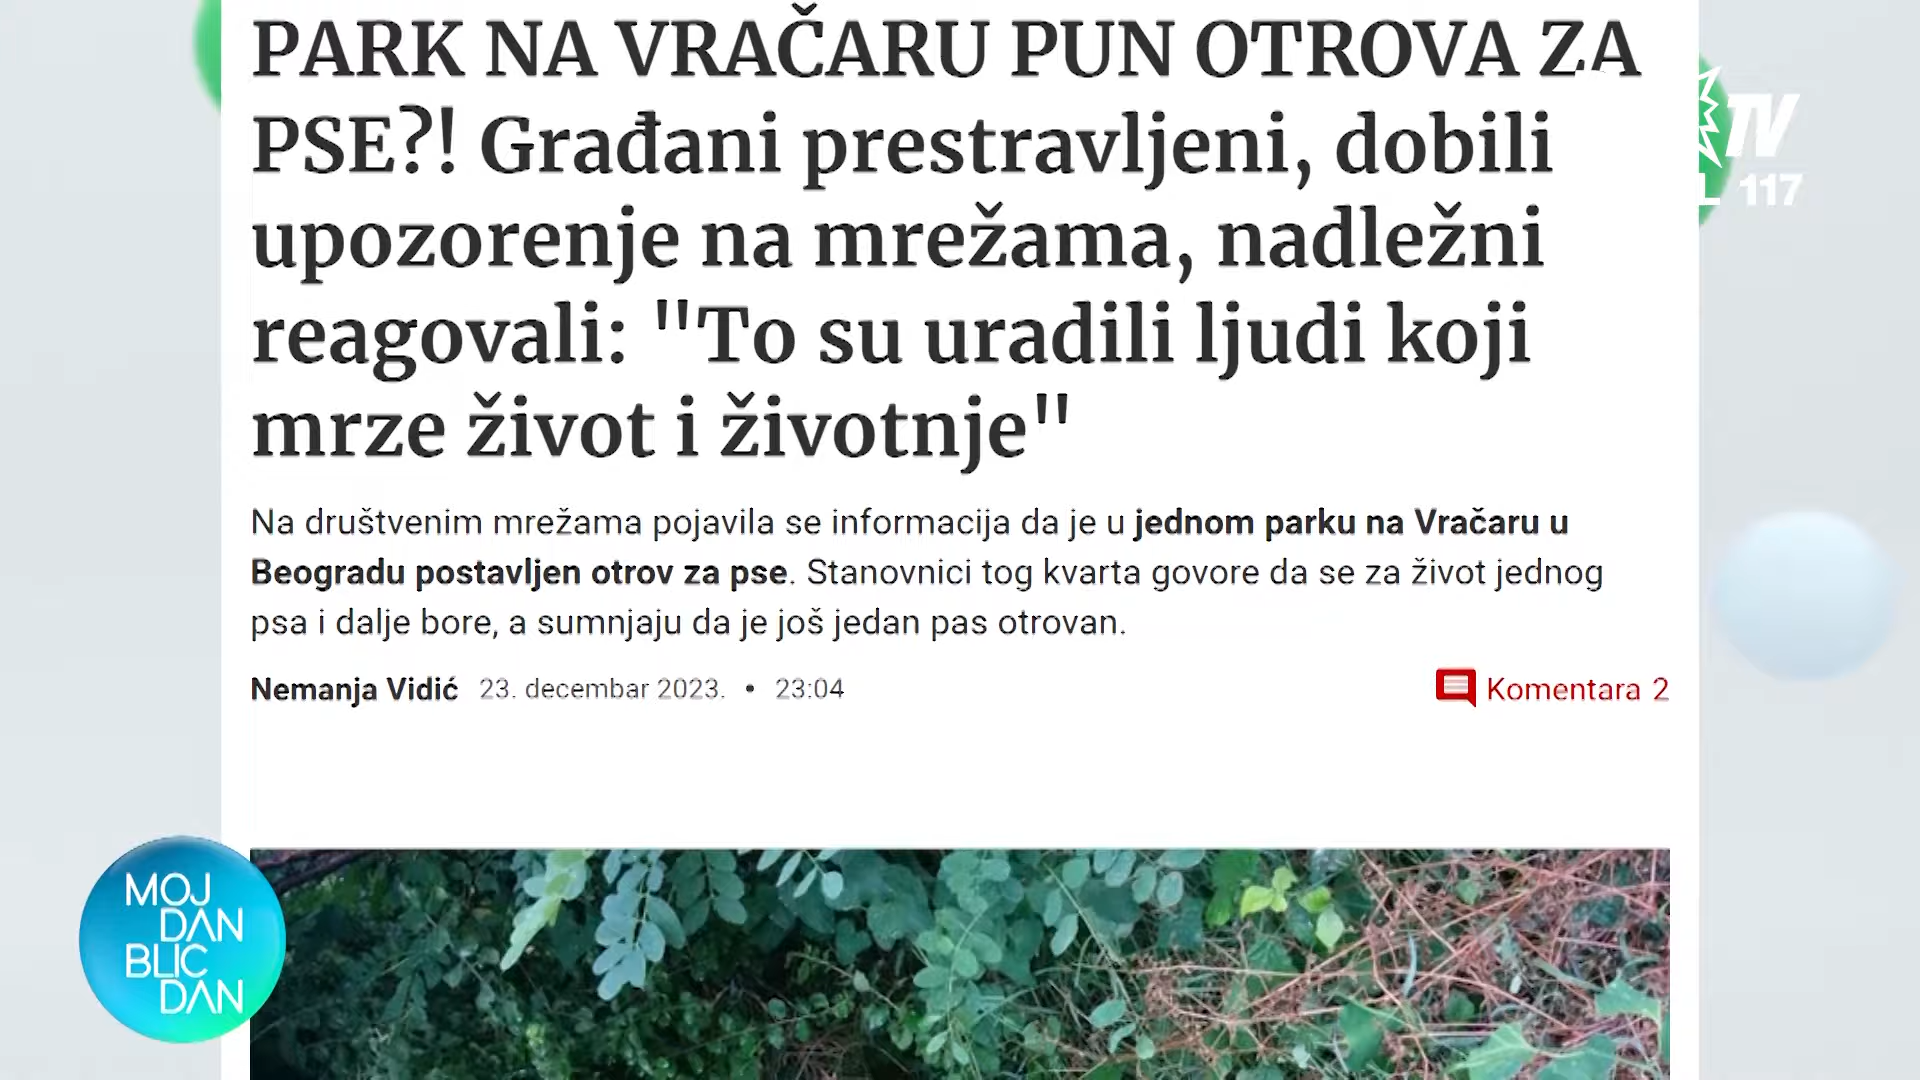 PARK NA VRAČARU PUN OTROVA ZA
PSE?! Građani prestravljeni, dobili
upozorenje na mrežama, nadležni
reagovali: "To su uradili ljudi koji
mrze život i životnje"
Na društvenim mrežama pojavila se informacija da je u jednom parku na Vračaru u
Beogradu postavljen otrov za pse. Stanovnici tog kvarta govore da se za život jednog
psa i dalje bore, a sumnjaju da je još jedan pas otrovan.
Nemanja Vidić 23. decembar 2023. • 23:04
Komentara 2
TV
L 117
MOJ
DAN
BLIC
DAN